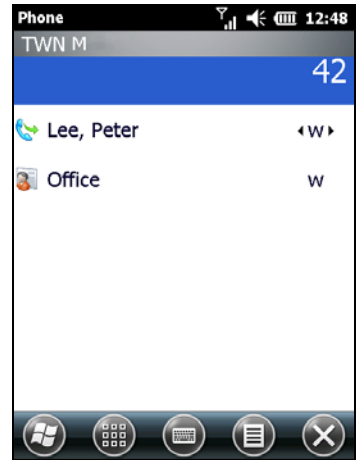 Phone 12:48
TWN M
42
Lee, Peter W
Office W